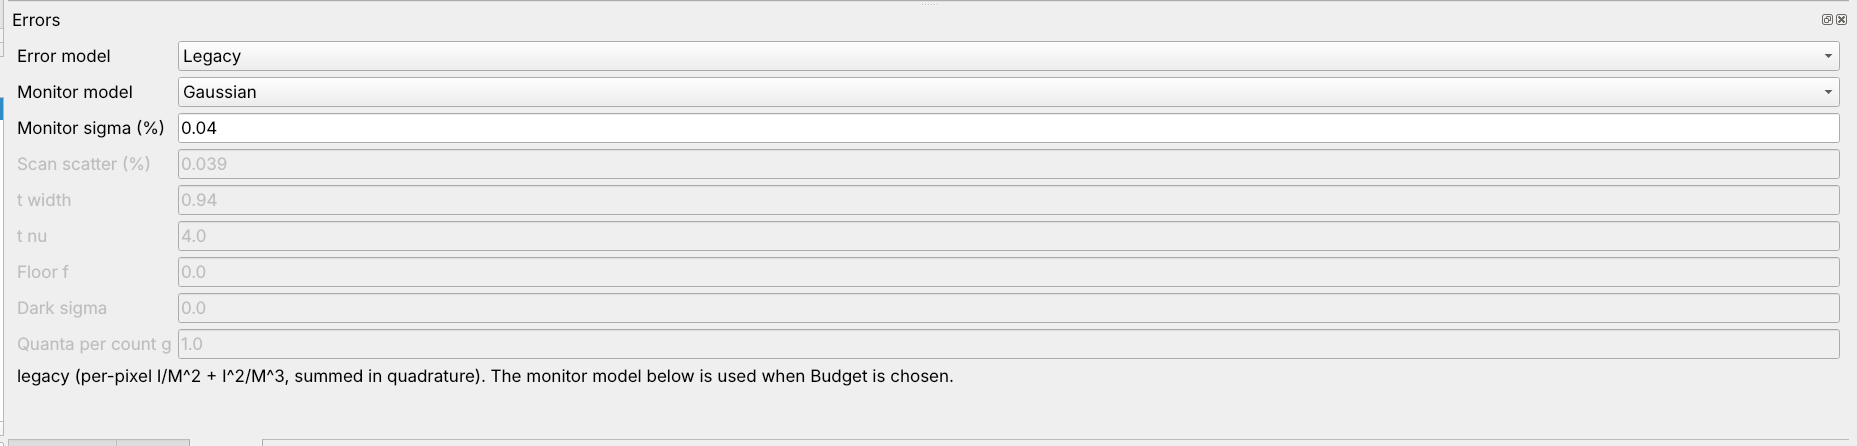 Errors
Error model Legacy
Monitor model Gaussian
Monitor sigma (%) 0.04
Scan scatter (%) 0.039
t width 0.94
t nu 4.0
Floor f 0.0
Dark sigma 0.0
Quanta per count g 1.0
legacy (per-pixel I/M^2 + I^2/M^3, summed in quadrature). The monitor model below is used when Budget is chosen.